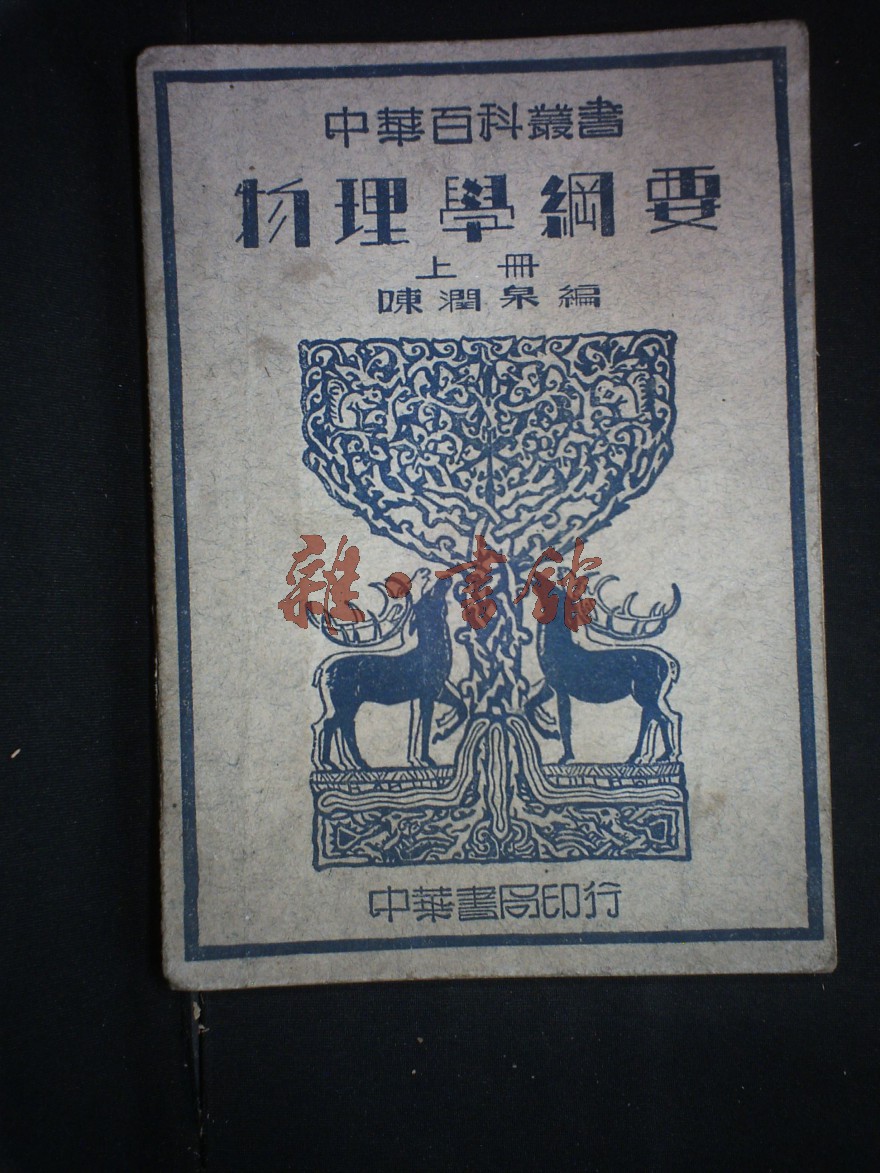 中華百科叢書
物理學綱要
上冊
陳潤泉編
雜·書館
中華書局印行